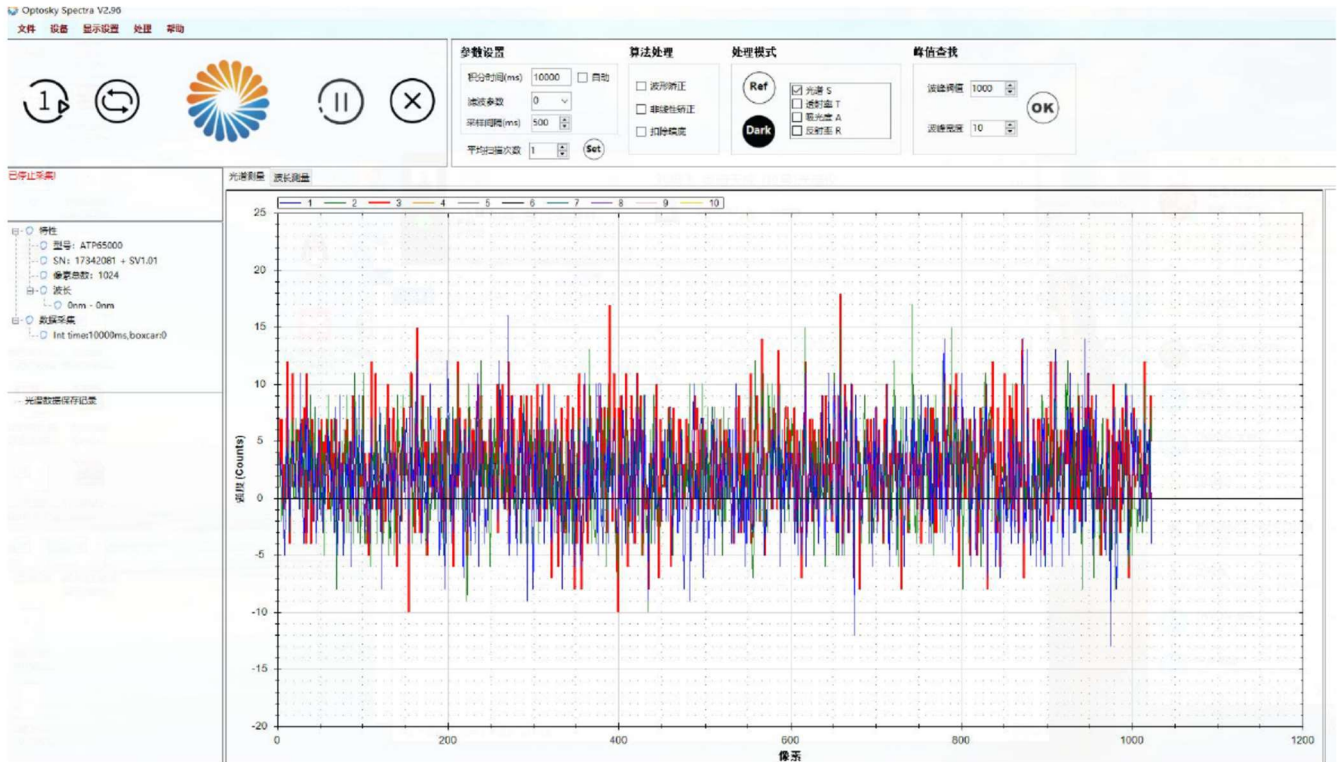 Optosky Spectra V2.96
文件 设备 显示设置 处理 帮助
1
参数设置
积分时间(ms) 10000 自动
滤波参数 0
采样间隔(ms) 500
平均扫描次数 1 Set
算法处理
波形矫正
非线性矫正
扣除暗度
处理模式
Ref
Dark
光谱 S
透射率 T
吸光度 A
反射率 R
峰值查找
波峰阈值 1000
波峰宽度 10
OK
已停止采集!
特性
型号: ATP65000
SN: 17342081 + SV1.01
像素总数: 1024
波长
0nm - 0nm
数据采集
Int time:10000ms,boxcar:0
光谱数据保存记录
光谱测量 波长测量
1 2 3 4 5 6 7 8 9 10
25
20
15
10
5
0
-5
-10
-15
-20
强度 (Counts)
0 200 400 600 800 1000 1200
像素